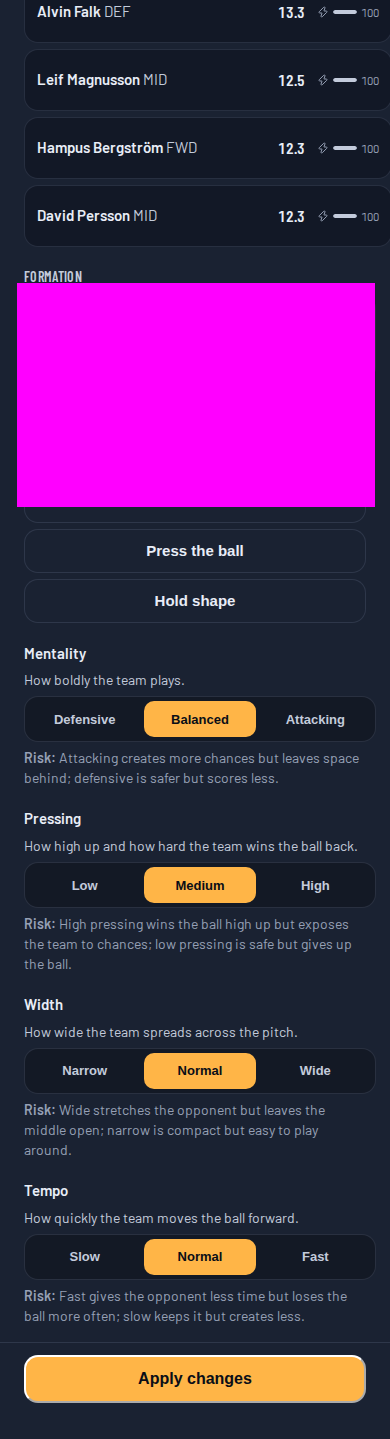 Alvin Falk DEF 13.3 100
Leif Magnusson MID 12.5 100
Hampus Bergström FWD 12.3 100
David Persson MID 12.3 100
FORMATION
Press the ball
Hold shape
Mentality
How boldly the team plays.
Defensive Balanced Attacking
Risk: Attacking creates more chances but leaves space
behind; defensive is safer but scores less.
Pressing
How high up and how hard the team wins the ball back.
Low Medium High
Risk: High pressing wins the ball high up but exposes
the team to chances; low pressing is safe but gives up
the ball.
Width
How wide the team spreads across the pitch.
Narrow Normal Wide
Risk: Wide stretches the opponent but leaves the
middle open; narrow is compact but easy to play
around.
Tempo
How quickly the team moves the ball forward.
Slow Normal Fast
Risk: Fast gives the opponent less time but loses the
ball more often; slow keeps it but creates less.
Apply changes